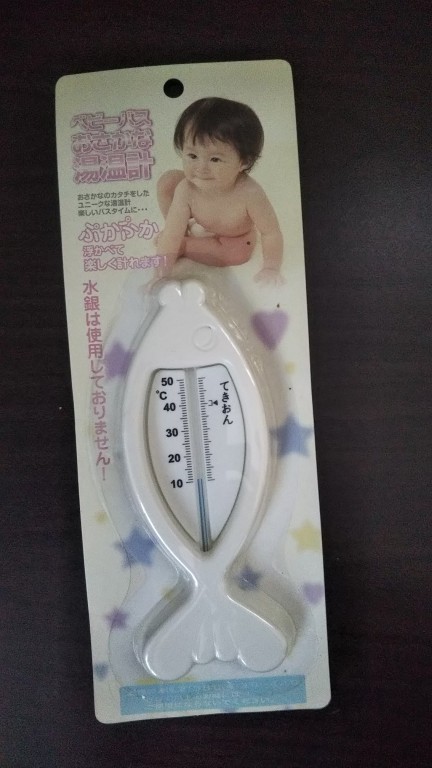 ベビーバス
おさかな
湯温計
おさかなのカタチをした
ユニークな湯温計
楽しいバスタイムに・・・
ぷかぷか
浮かべて
楽しく計れます!
水銀は使用しておりません!
てきおん
50
°C
40
30
20
10